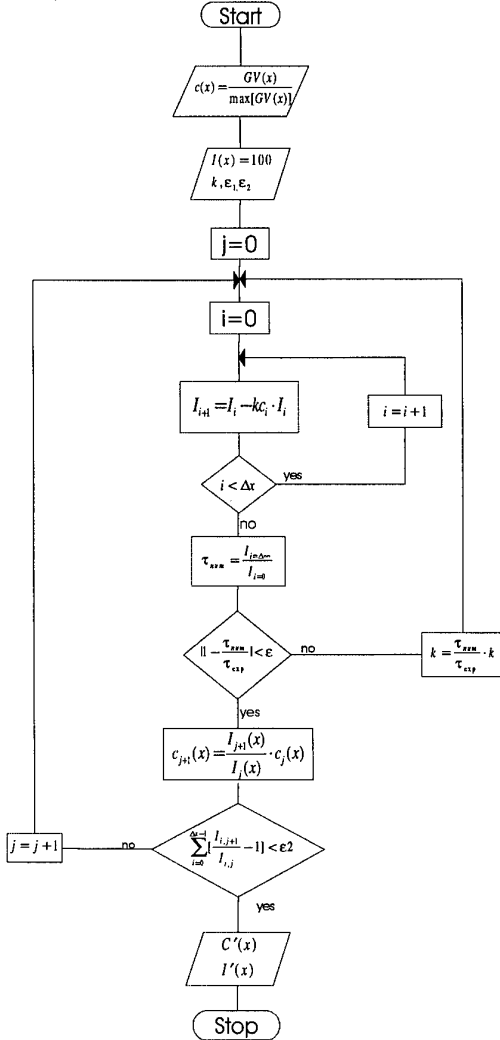 Start
c(x) = GV(x) / max[GV(x)]
I(x) = 100
k, ε1, ε2
j=0
i=0
I_{i+1} = I_i − k c_i · I_i
i = i + 1
i < Δx
yes
no
τ_num = I_{i=Δx} / I_{i=0}
|1 − τ_num / τ_exp| < ε
no
k = τ_num / τ_exp · k
yes
c_{j+1}(x) = I_{j+1}(x) / I_j(x) · c_j(x)
j = j + 1
no
∑_{i=0}^{Δx−1} [I_{i,j+1} / I_{i,j} − 1] < ε2
yes
C'(x)
I'(x)
Stop